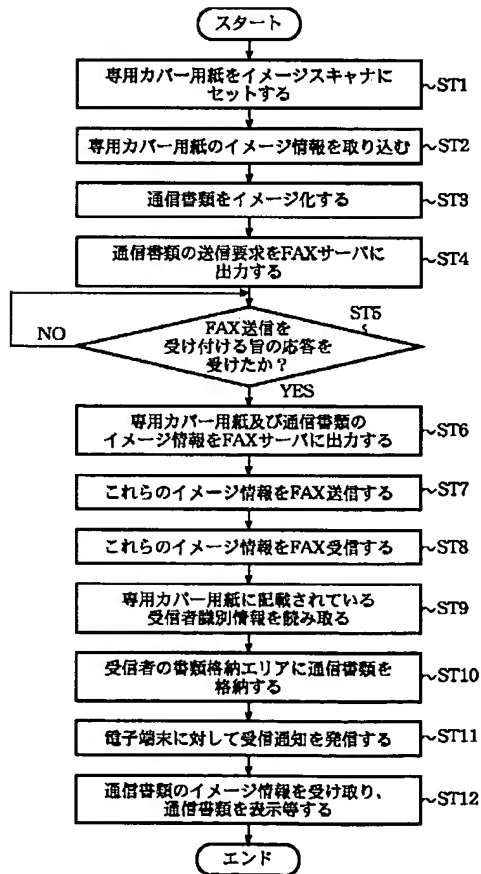 スタート
専用カバー用紙をイメージスキャナに
セットする
~ST1
専用カバー用紙のイメージ情報を取り込む
~ST2
通信書類をイメージ化する
~ST3
通信書類の送信要求をFAXサーバに
出力する
~ST4
ST5
NO
FAX送信を
受け付ける旨の応答を
受けたか？
YES
専用カバー用紙及び通信書類の
イメージ情報をFAXサーバに出力する
~ST6
これらのイメージ情報をFAX送信する
~ST7
これらのイメージ情報をFAX受信する
~ST8
専用カバー用紙に記載されている
受信者識別情報を読み取る
~ST9
受信者の書類格納エリアに通信書類を
格納する
~ST10
電子端末に対して受信通知を発信する
~ST11
通信書類のイメージ情報を受け取り、
通信書類を表示等する
~ST12
エンド